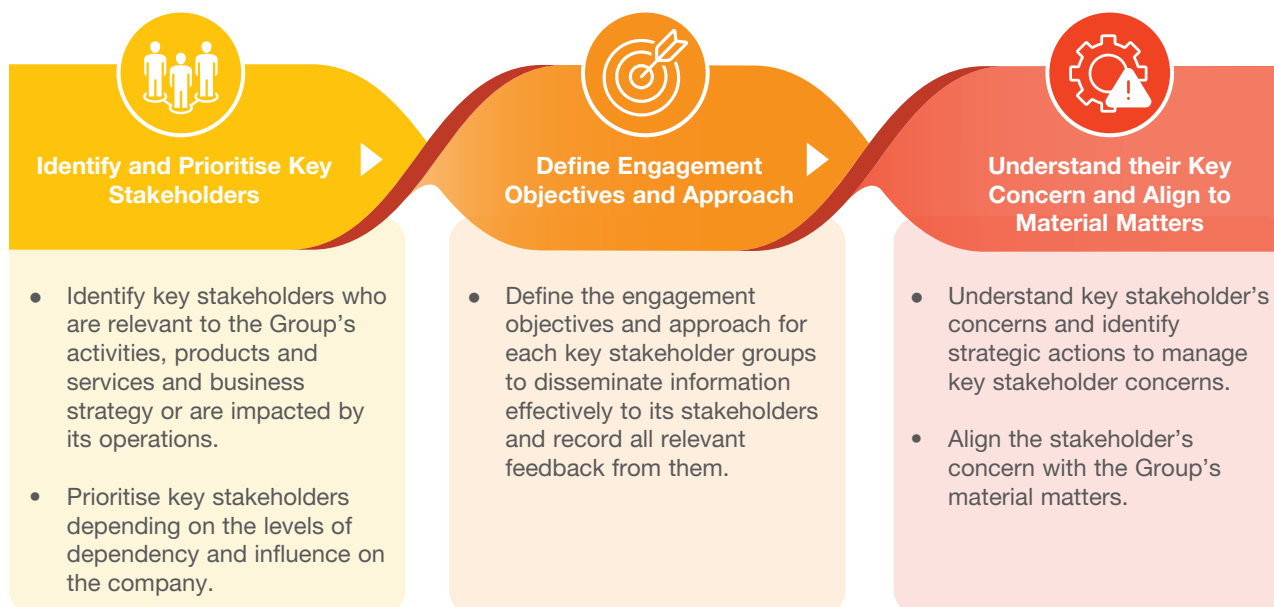 Identify and Prioritise Key
Stakeholders
● Identify key stakeholders who
are relevant to the Group’s
activities, products and
services and business
strategy or are impacted by
its operations.
● Prioritise key stakeholders
depending on the levels of
dependency and influence on
the company.
Define Engagement
Objectives and Approach
● Define the engagement
objectives and approach for
each key stakeholder groups
to disseminate information
effectively to its stakeholders
and record all relevant
feedback from them.
Understand their Key
Concern and Align to
Material Matters
● Understand key stakeholder’s
concerns and identify
strategic actions to manage
key stakeholder concerns.
● Align the stakeholder’s
concern with the Group’s
material matters.